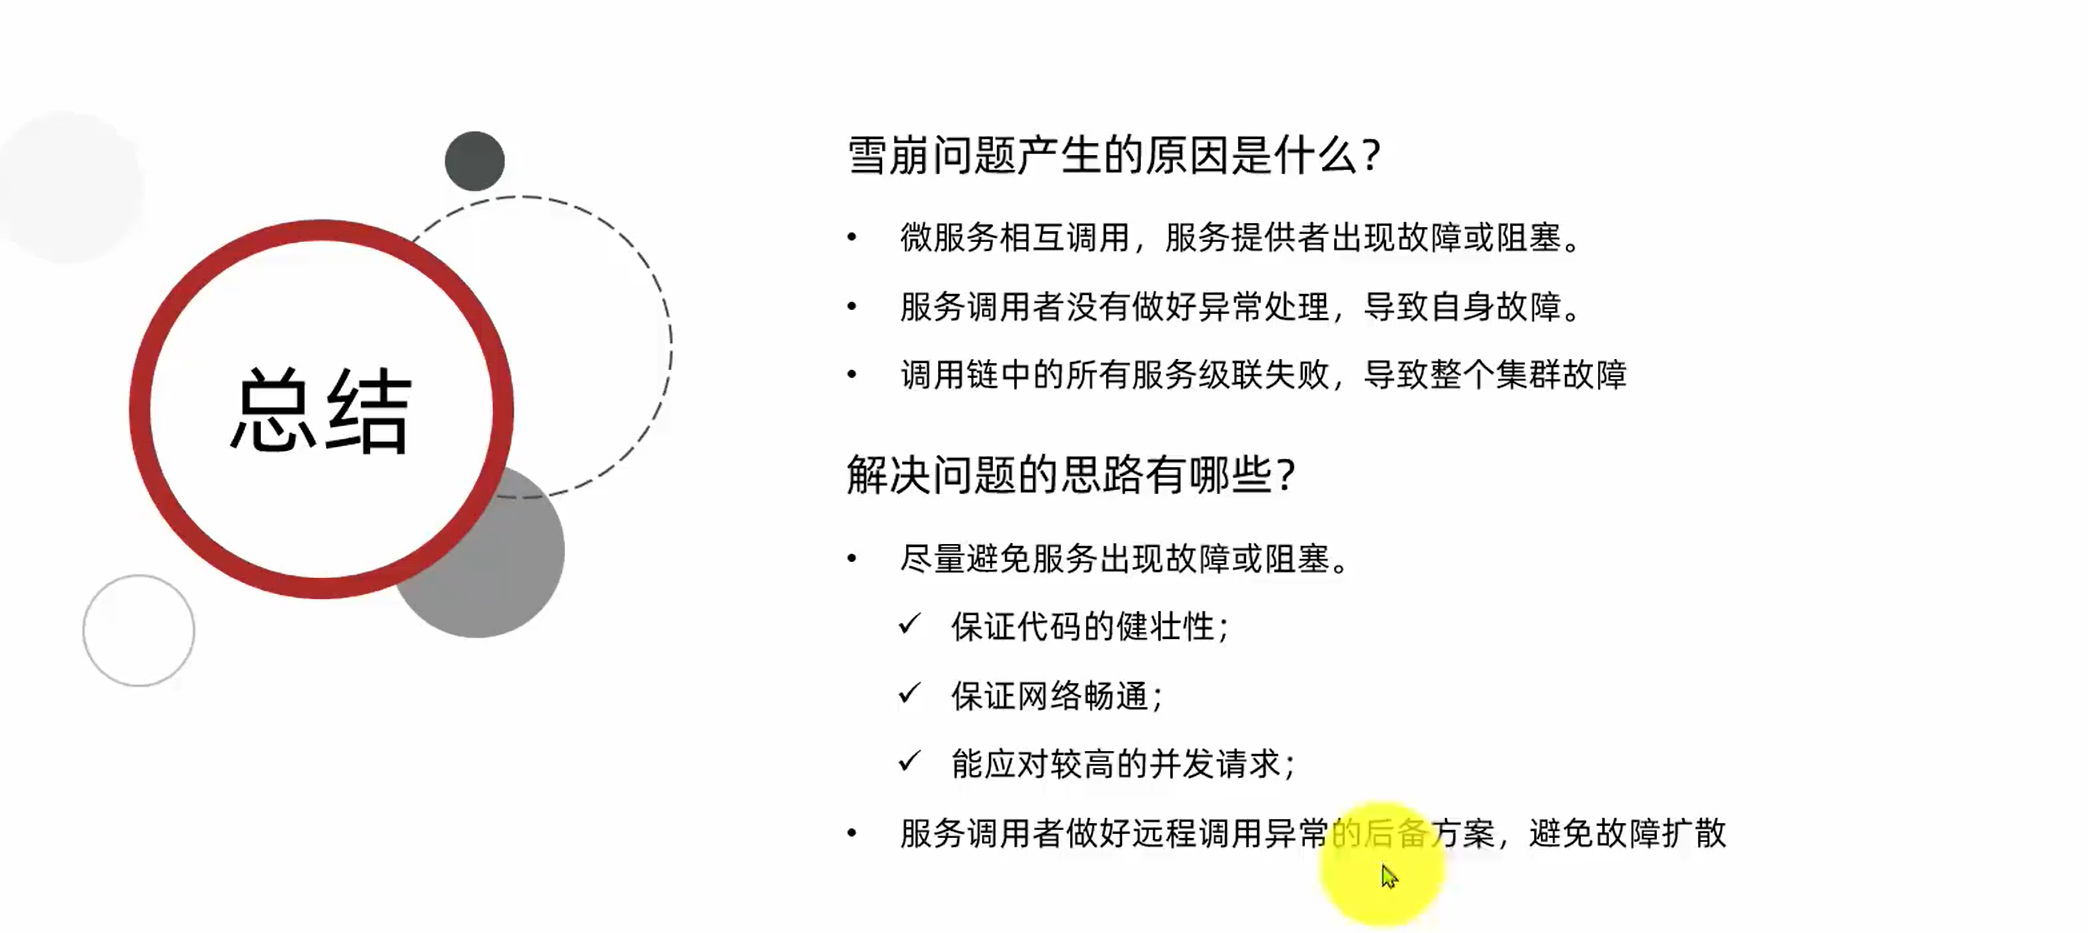 总结
雪崩问题产生的原因是什么？
• 微服务相互调用，服务提供者出现故障或阻塞。
• 服务调用者没有做好异常处理，导致自身故障。
• 调用链中的所有服务级联失败，导致整个集群故障
解决问题的思路有哪些？
• 尽量避免服务出现故障或阻塞。
✓ 保证代码的健壮性；
✓ 保证网络畅通；
✓ 能应对较高的并发请求；
• 服务调用者做好远程调用异常的后备方案，避免故障扩散